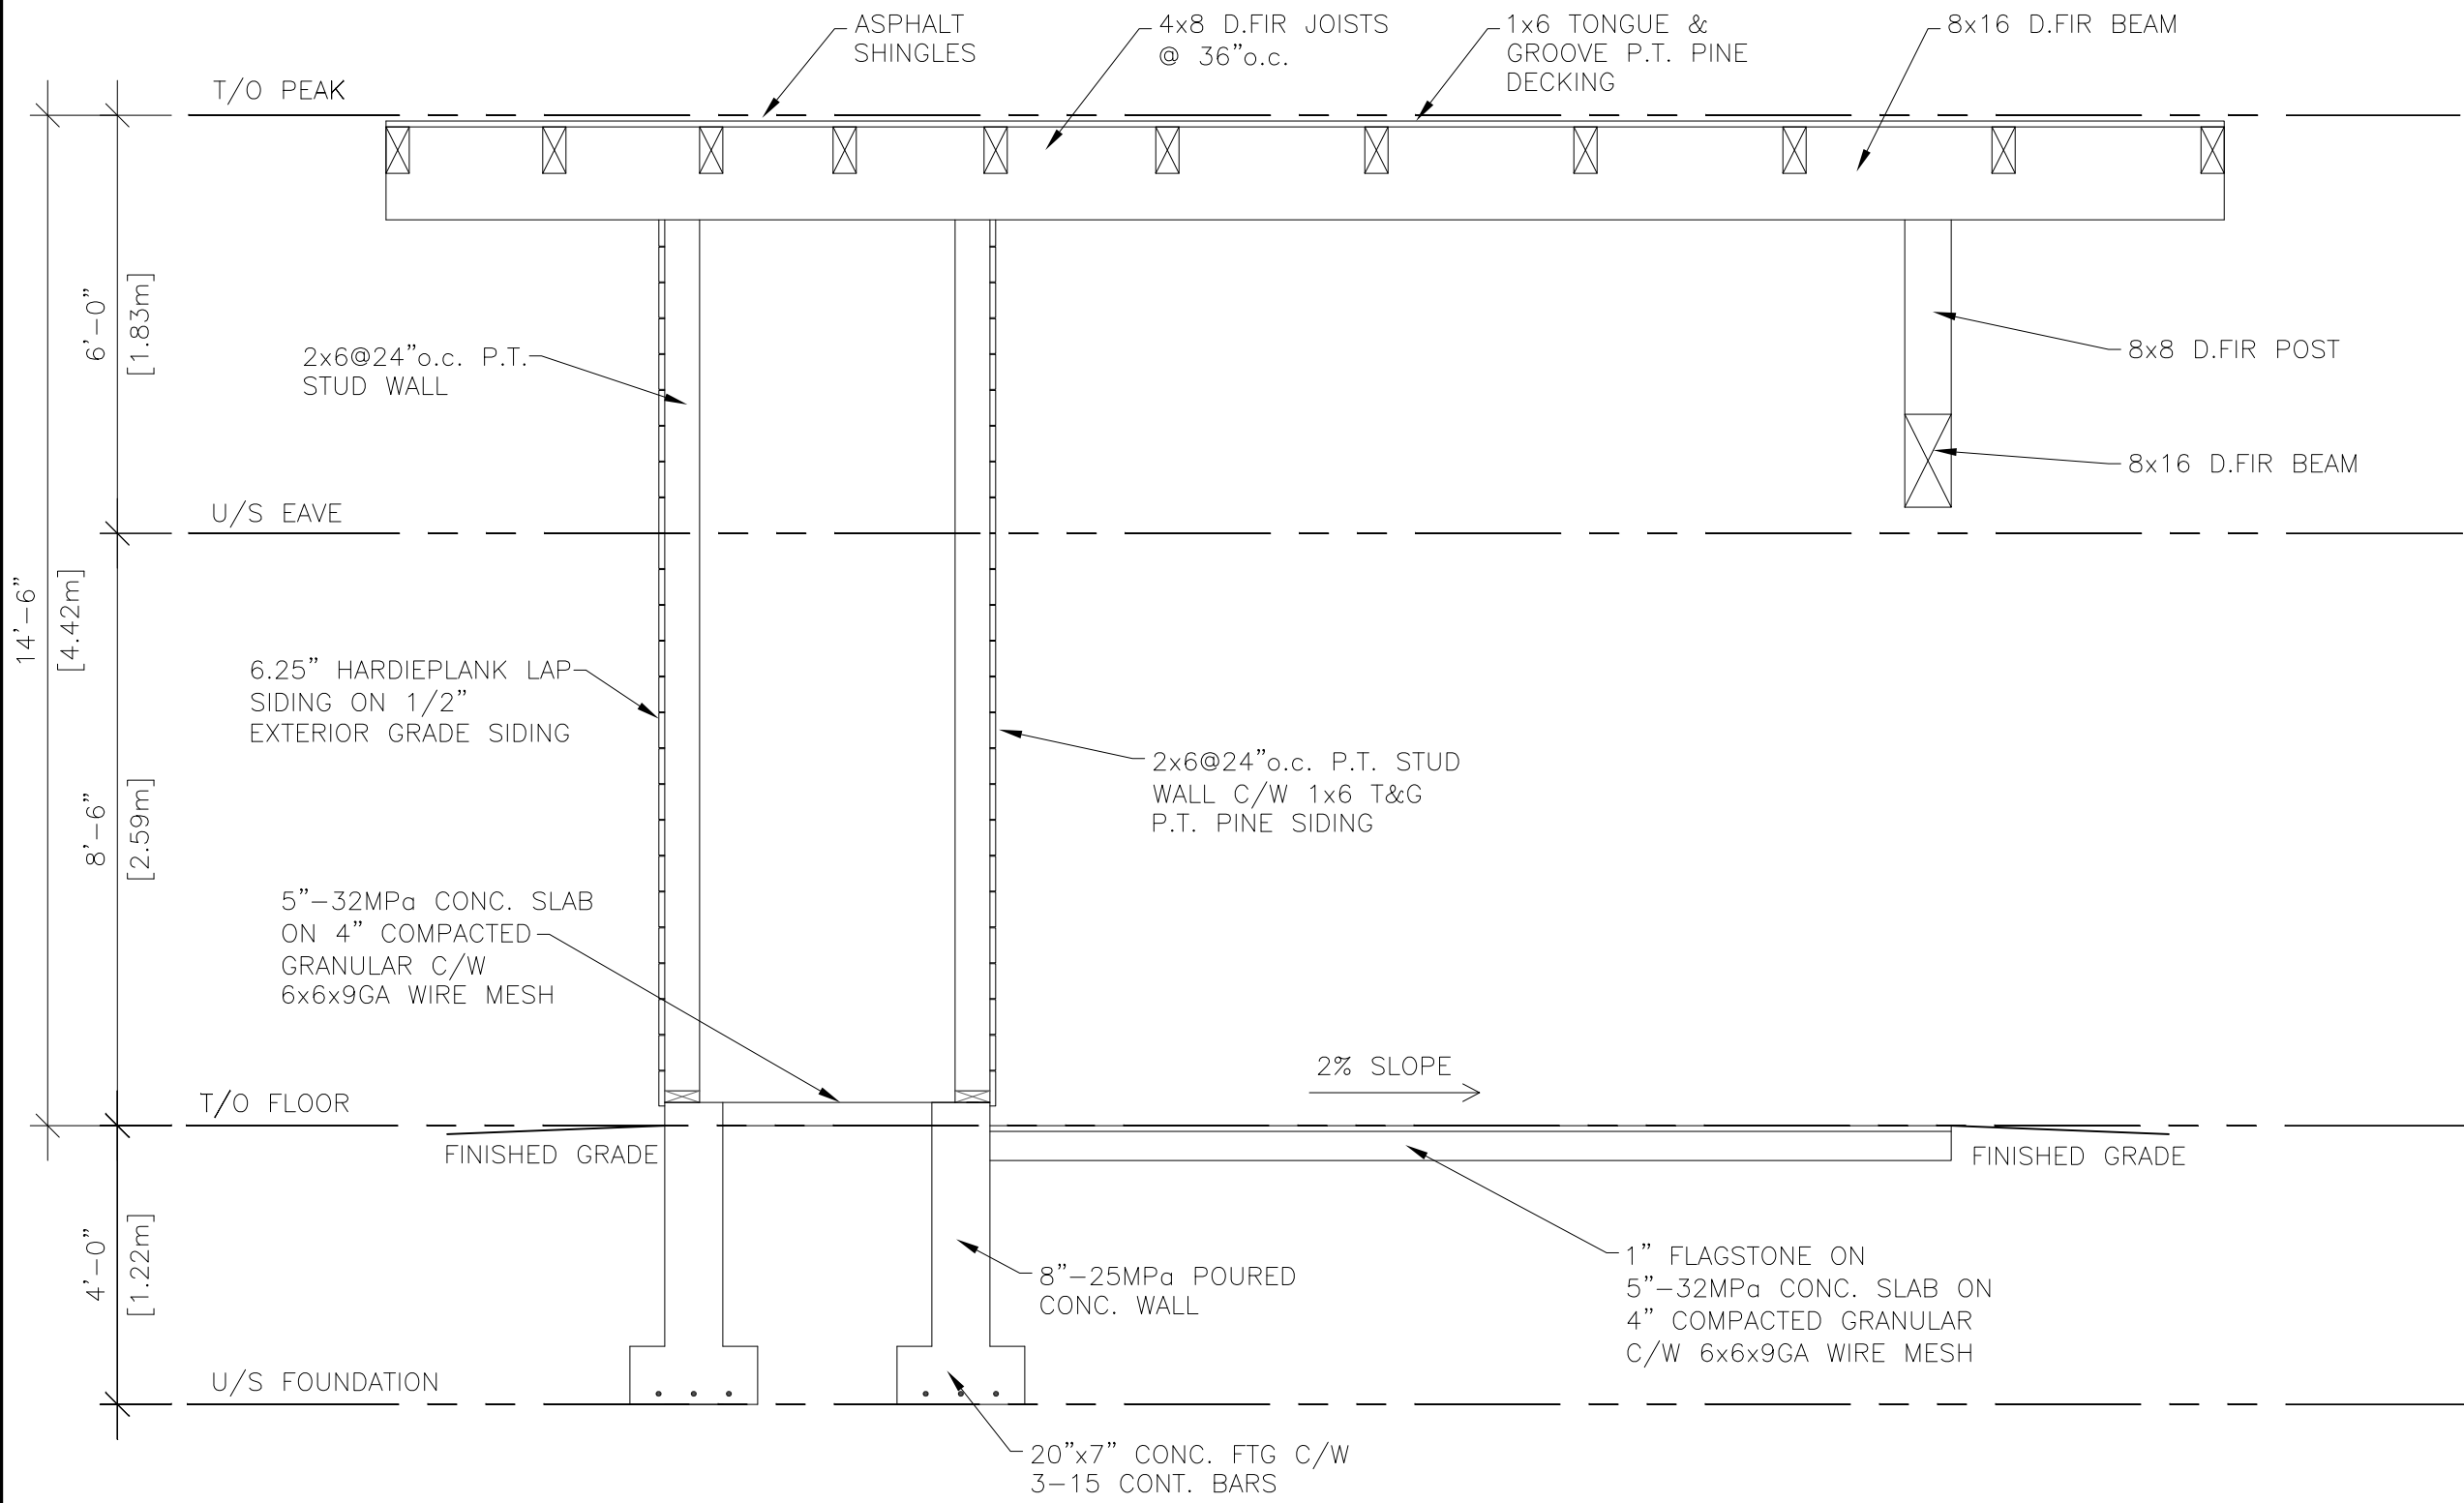 ASPHALT
SHINGLES
4x8 D.FIR JOISTS
@ 36"o.c.
1x6 TONGUE &
GROOVE P.T. PINE
DECKING
8x16 D.FIR BEAM
T/O PEAK
6'-0"
[1.83m]
2x6@24"o.c. P.T.
STUD WALL
8x8 D.FIR POST
8x16 D.FIR BEAM
U/S EAVE
14'-6"
[4.42m]
6.25" HARDIEPLANK LAP
SIDING ON 1/2"
EXTERIOR GRADE SIDING
2x6@24"o.c. P.T. STUD
WALL C/W 1x6 T&G
P.T. PINE SIDING
8'-6"
[2.59m]
5"-32MPa CONC. SLAB
ON 4" COMPACTED
GRANULAR C/W
6x6x9GA WIRE MESH
2% SLOPE
T/O FLOOR
FINISHED GRADE
FINISHED GRADE
4'-0"
[1.22m]
8"-25MPa POURED
CONC. WALL
1" FLAGSTONE ON
5"-32MPa CONC. SLAB ON
4" COMPACTED GRANULAR
C/W 6x6x9GA WIRE MESH
U/S FOUNDATION
20"x7" CONC. FTG C/W
3-15 CONT. BARS